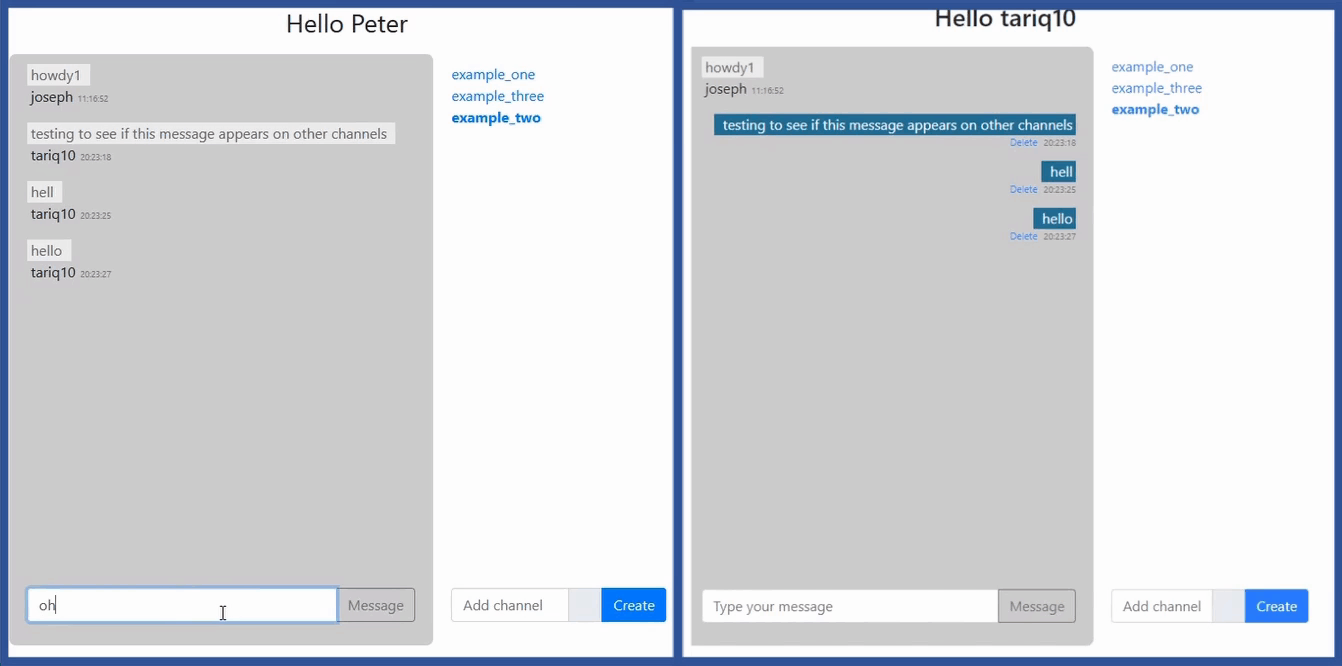 Hello Peter
howdy1
joseph 11:16:52
testing to see if this message appears on other channels
tariq10 20:23:18
hell
tariq10 20:23:25
hello
tariq10 20:23:27
oh
Message
example_one
example_three
example_two
Add channel
Create
Hello tariq10
howdy1
joseph 11:16:52
testing to see if this message appears on other channels
Delete 20:23:18
hell
Delete 20:23:25
hello
Delete 20:23:27
Type your message
Message
example_one
example_three
example_two
Add channel
Create